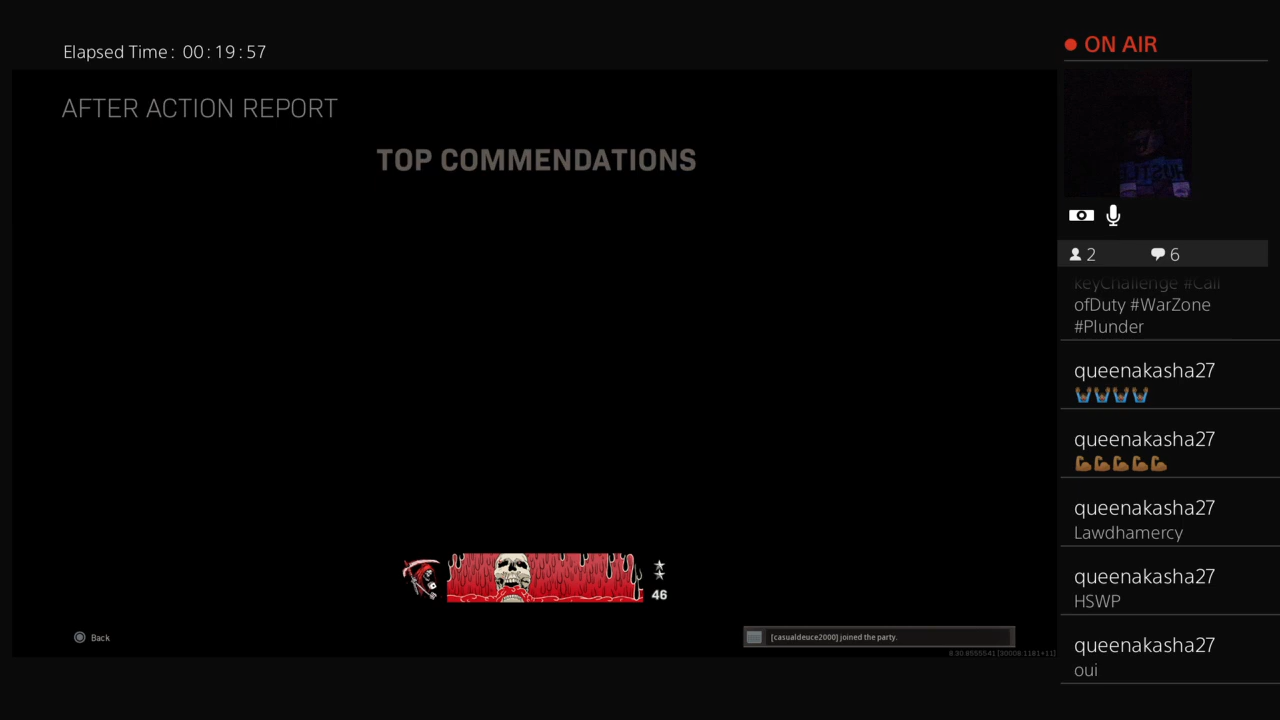 Elapsed Time: 00:19:57
ON AIR
AFTER ACTION REPORT
TOP COMMENDATIONS
2
6
keyChallenge #Call
ofDuty #WarZone
#Plunder
queenakasha27
queenakasha27
queenakasha27
Lawdhamercy
queenakasha27
HSWP
queenakasha27
oui
46
Back
[casualdeuce2000] joined the party.